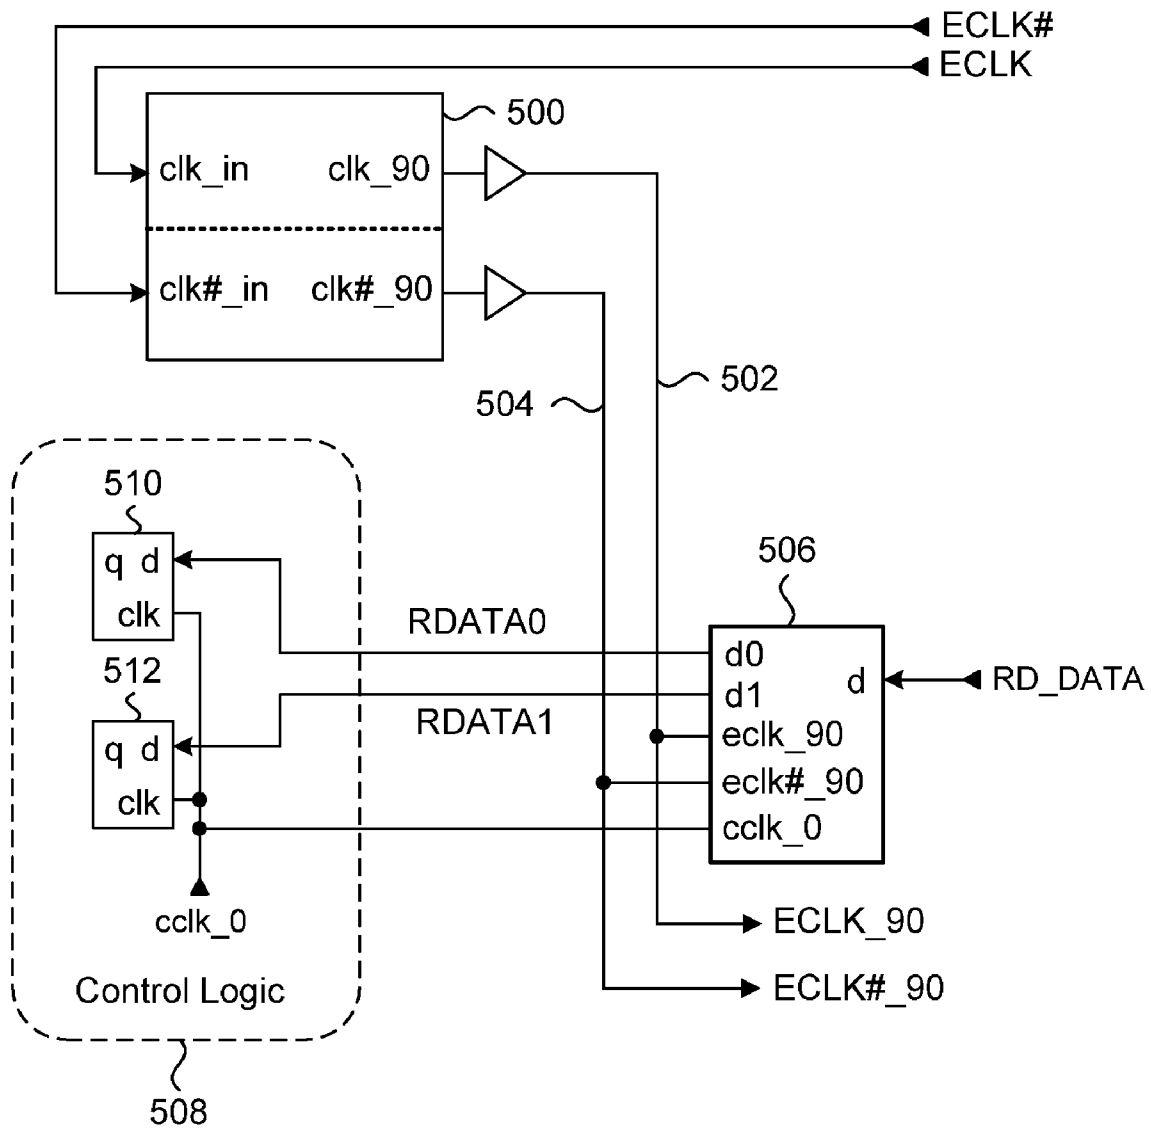 ECLK#
ECLK
500
clk_in
clk_90
clk#_in
clk#_90
502
504
510
q d
clk
512
q d
clk
cclk_0
Control Logic
508
RDATA0
RDATA1
506
d0
d1
d
eclk_90
eclk#_90
cclk_0
RD_DATA
ECLK_90
ECLK#_90